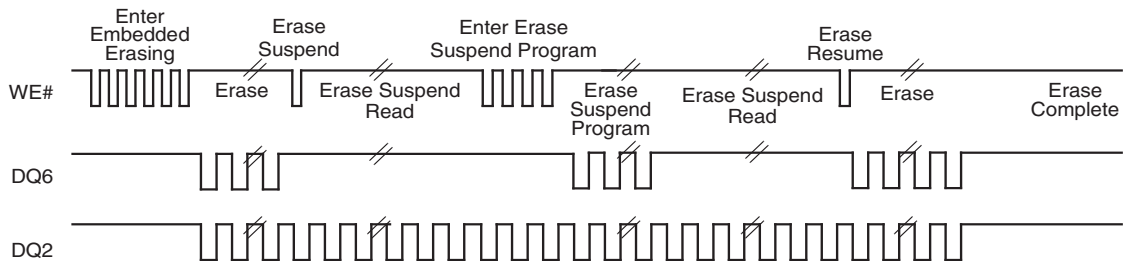 Enter
Embedded
Erasing
Erase
Suspend
Enter Erase
Suspend Program
Erase
Resume
WE#
Erase
Erase Suspend
Read
Erase
Suspend
Program
Erase Suspend
Read
Erase
Erase
Complete
DQ6
DQ2